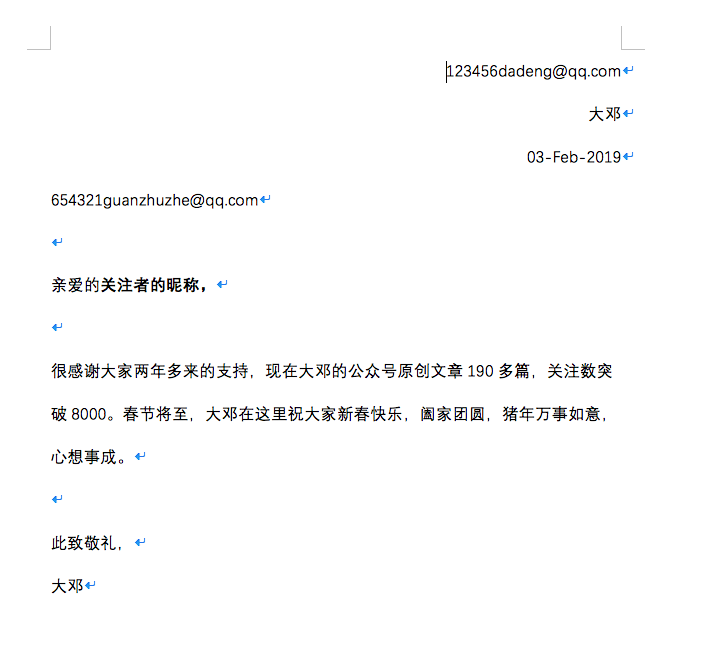 123456dadeng@qq.com
大邓
03-Feb-2019
654321guanzhuzhe@qq.com
亲爱的关注者的昵称，
很感谢大家两年多来的支持，现在大邓的公众号原创文章 190 多篇，关注数突
破 8000。春节将至，大邓在这里祝大家新春快乐，阖家团圆，猪年万事如意，
心想事成。
此致敬礼，
大邓